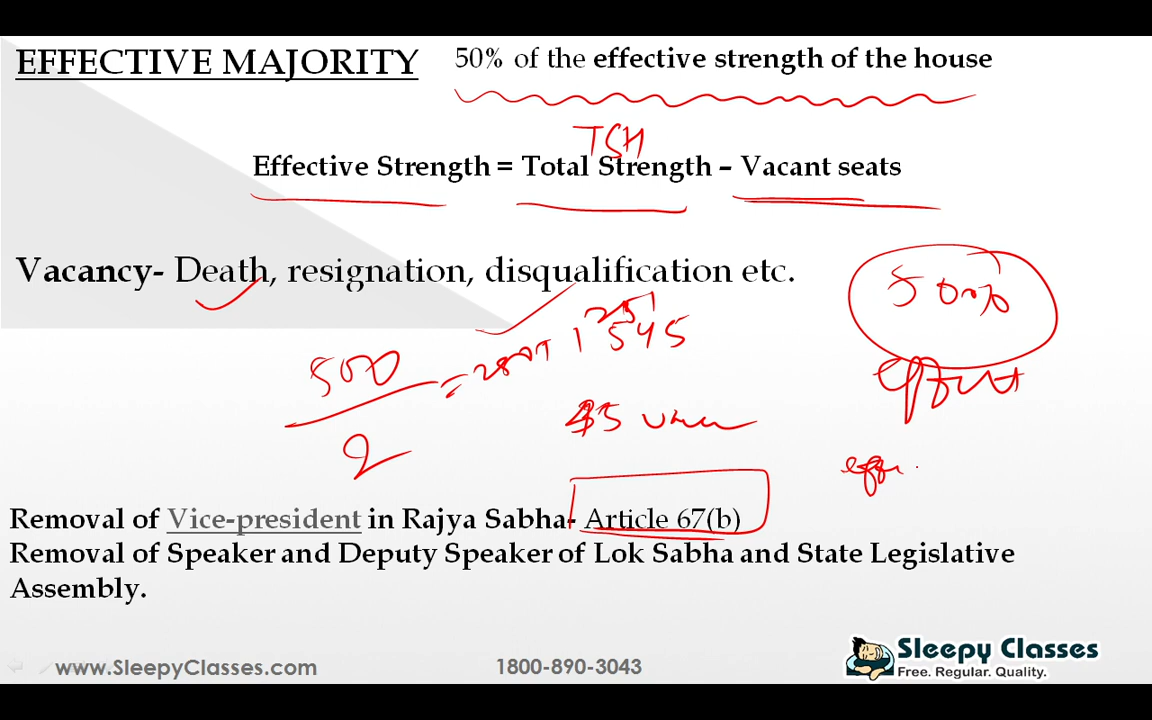 EFFECTIVE MAJORITY 50% of the effective strength of the house
TSH
Effective Strength = Total Strength – Vacant seats
Vacancy- Death, resignation, disqualification etc.
50%
545
500
2
45
Removal of Vice-president in Rajya Sabha- Article 67(b)
Removal of Speaker and Deputy Speaker of Lok Sabha and State Legislative
Assembly.
www.SleepyClasses.com 1800-890-3043 Sleepy Classes
Free. Regular. Quality.